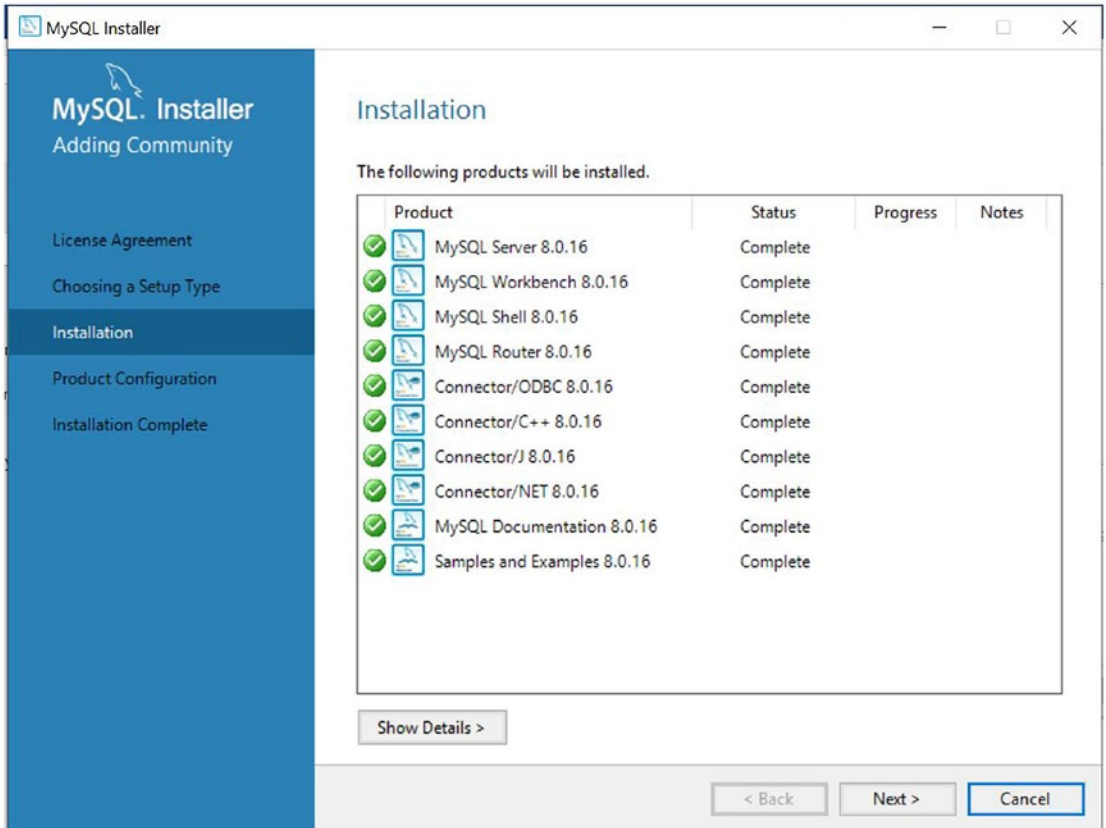 MySQL Installer
MySQL. Installer
Adding Community
License Agreement
Choosing a Setup Type
Installation
Product Configuration
Installation Complete
Installation
The following products will be installed.
Product Status Progress Notes
MySQL Server 8.0.16 Complete
MySQL Workbench 8.0.16 Complete
MySQL Shell 8.0.16 Complete
MySQL Router 8.0.16 Complete
Connector/ODBC 8.0.16 Complete
Connector/C++ 8.0.16 Complete
Connector/J 8.0.16 Complete
Connector/NET 8.0.16 Complete
MySQL Documentation 8.0.16 Complete
Samples and Examples 8.0.16 Complete
Show Details >
< Back Next > Cancel